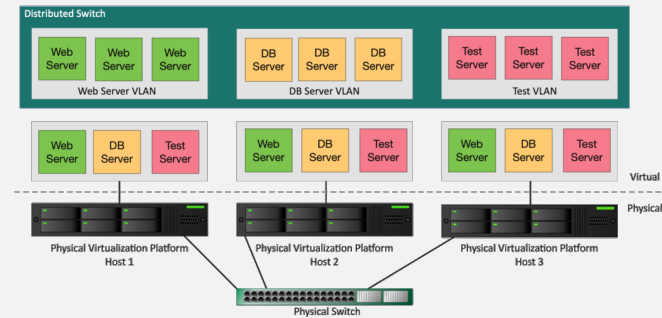 Distributed Switch
Web Server
Web Server
Web Server
DB Server
DB Server
DB Server
Test Server
Test Server
Test Server
Web Server VLAN
DB Server VLAN
Test VLAN
Web Server
DB Server
Test Server
Web Server
DB Server
Test Server
Web Server
DB Server
Test Server
Virtual
Physical
Physical Virtualization Platform
Host 1
Physical Virtualization Platform
Host 2
Physical Virtualization Platform
Host 3
Physical Switch